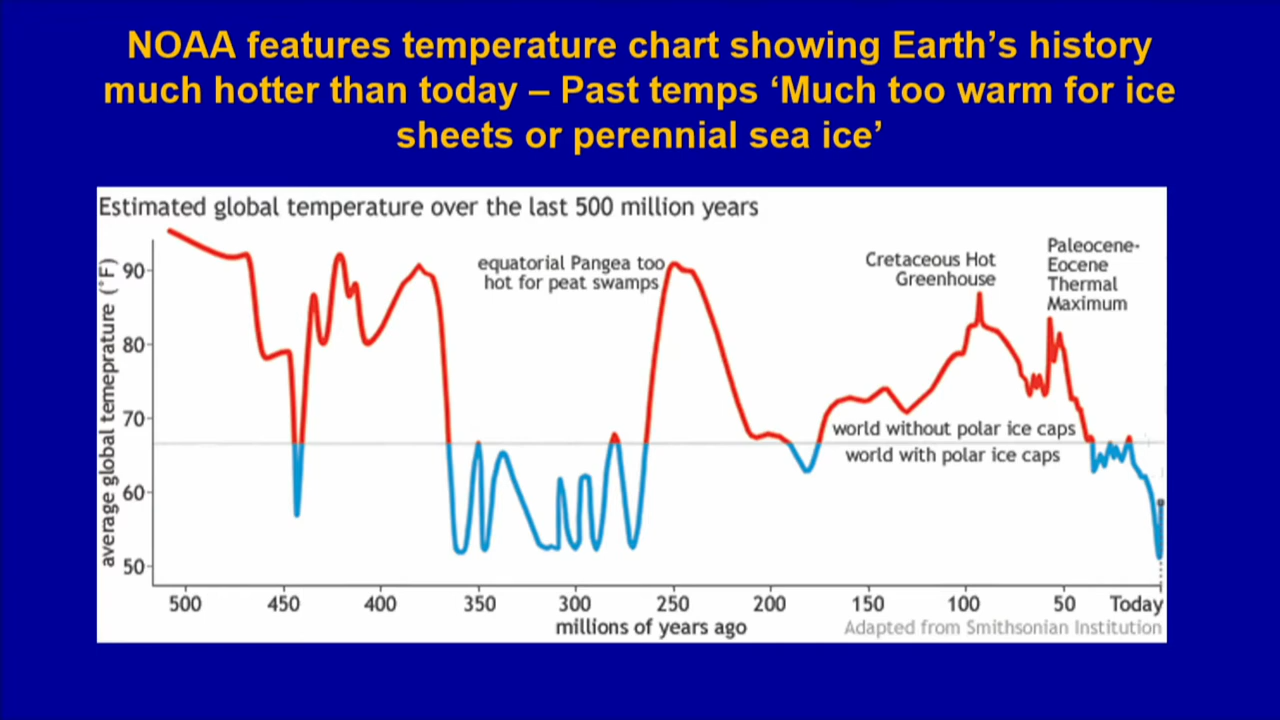 NOAA features temperature chart showing Earth’s history
much hotter than today – Past temps ‘Much too warm for ice
sheets or perennial sea ice’
Estimated global temperature over the last 500 million years
average global temeprature (°F)
90
80
70
60
50
equatorial Pangea too
hot for peat swamps
Cretaceous Hot
Greenhouse
Paleocene-
Eocene
Thermal
Maximum
world without polar ice caps
world with polar ice caps
500 450 400 350 300 250 200 150 100 50 Today
millions of years ago
Adapted from Smithsonian Institution